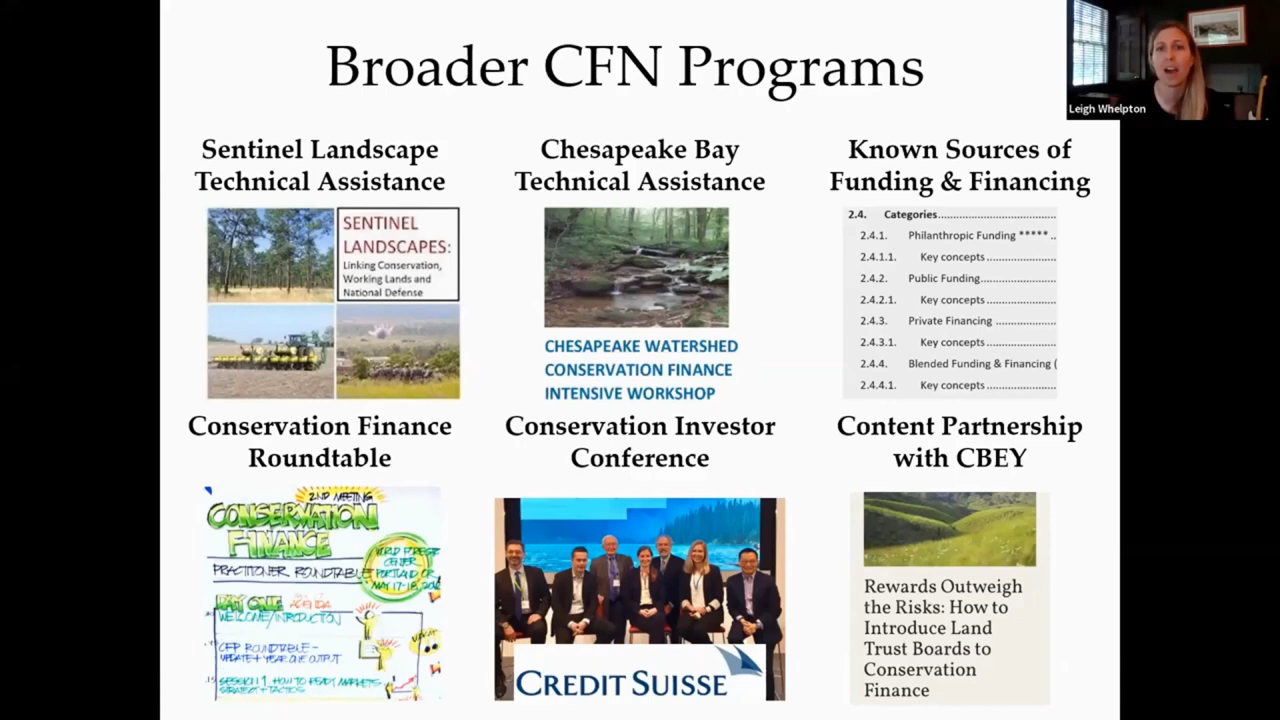 Broader CFN Programs
Leigh Whelpton
Sentinel Landscape
Technical Assistance
SENTINEL
LANDSCAPES:
Linking Conservation,
Working Lands and
National Defense
Chesapeake Bay
Technical Assistance
CHESAPEAKE WATERSHED
CONSERVATION FINANCE
INTENSIVE WORKSHOP
Known Sources of
Funding & Financing
2.4. Categories
2.4.1. Philanthropic Funding *****
2.4.1.1. Key concepts
2.4.2. Public Funding
2.4.2.1. Key concepts
2.4.3. Private Financing
2.4.3.1. Key concepts
2.4.4. Blended Funding & Financing (
2.4.4.1. Key concepts
Conservation Finance
Roundtable
2ND MEETING
CONSERVATION
FINANCE
PRACTITIONER ROUNDTABLE
WORLD FORESTRY
CENTER
PORTLAND, OR
MAY 17-18,
DAY ONE AGENDA
WELCOME/INTRODUCTION
CFP ROUNDTABLE -
UPDATE + YEAR ONE OUTPUT
SESSION 1. HOW TO READY MARKETS
STRATEGY + TACTICS
Conservation Investor
Conference
CREDIT SUISSE
Content Partnership
with CBEY
Rewards Outweigh
the Risks: How to
Introduce Land
Trust Boards to
Conservation
Finance